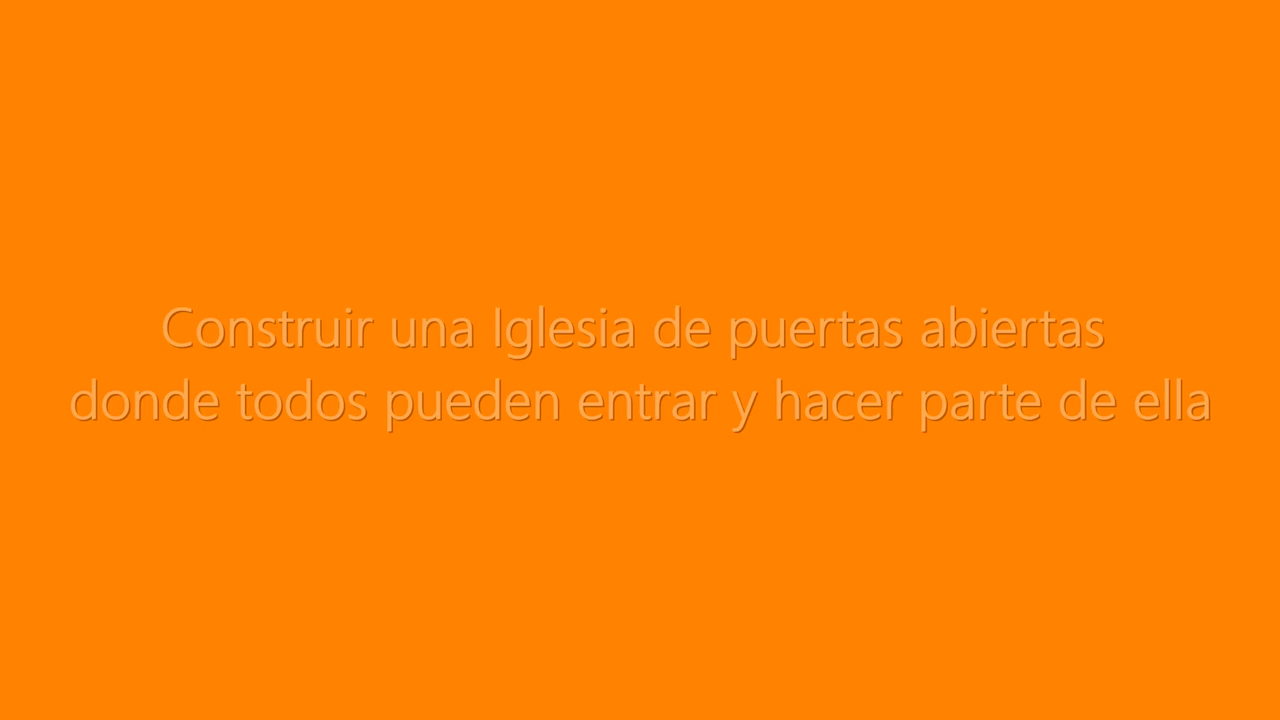 Construir una Iglesia de puertas abiertas
donde todos pueden entrar y hacer parte de ella